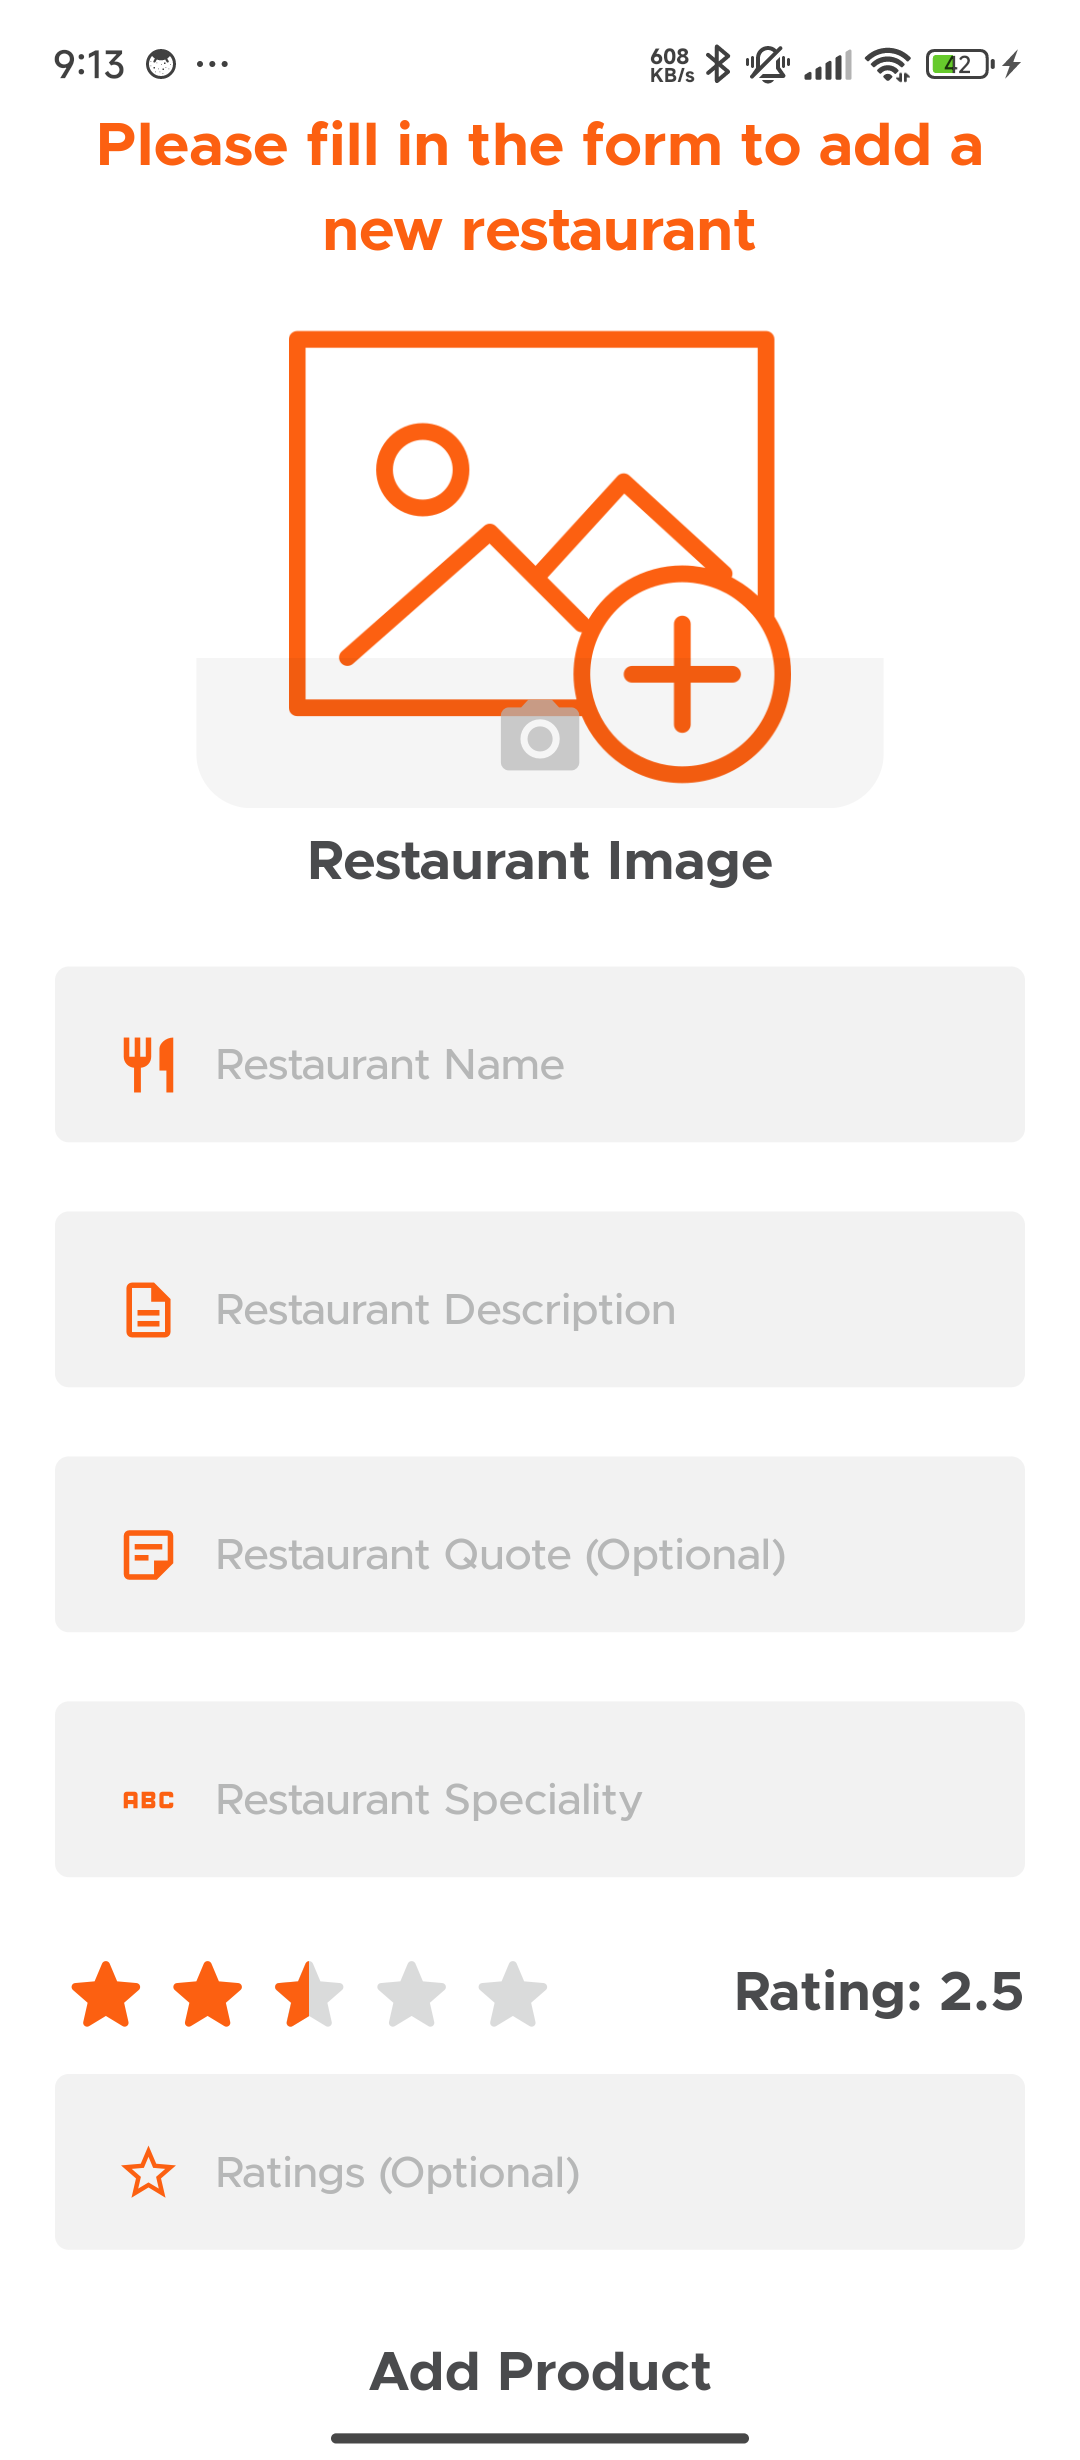 9:13 ... 608 KB/s 42
Please fill in the form to add a
new restaurant
Restaurant Image
Restaurant Name
Restaurant Description
Restaurant Quote (Optional)
ABC Restaurant Speciality
Rating: 2.5
Ratings (Optional)
Add Product